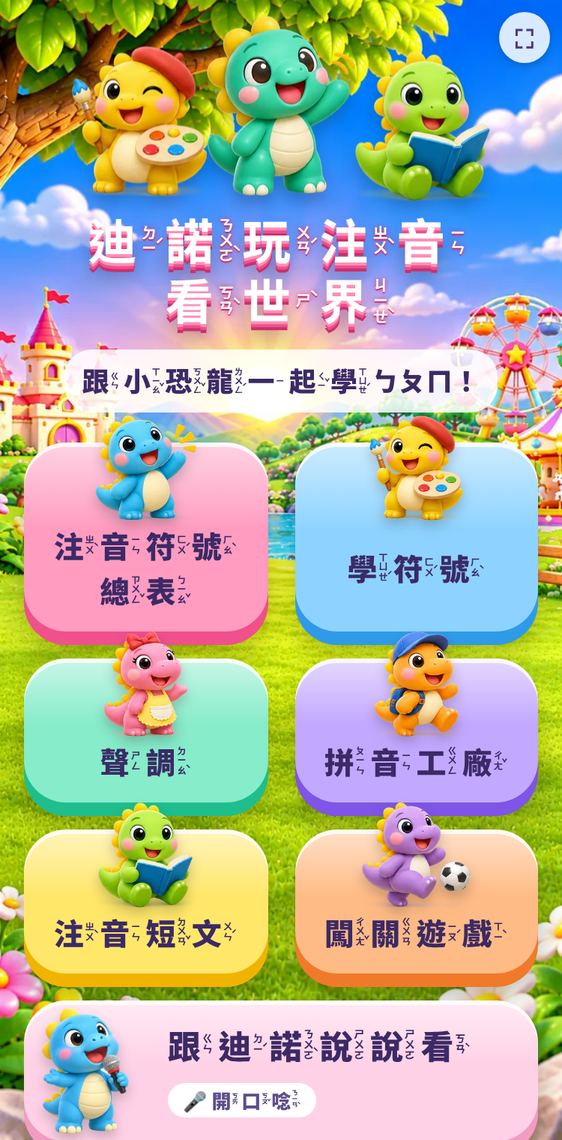 迪諾玩注音
看世界
跟小恐龍一起學ㄅㄆㄇ！
注音符號
總表
學符號
聲調
拼音工廠
注音短文
闖關遊戲
跟迪諾說說看
開口唸